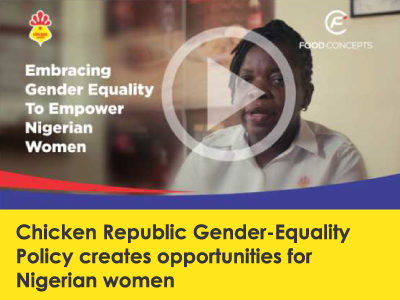 FOOD CONCEPTS
Embracing
Gender Equality
To Empower
Nigerian
Women
Chicken Republic Gender-Equality
Policy creates opportunities for
Nigerian women